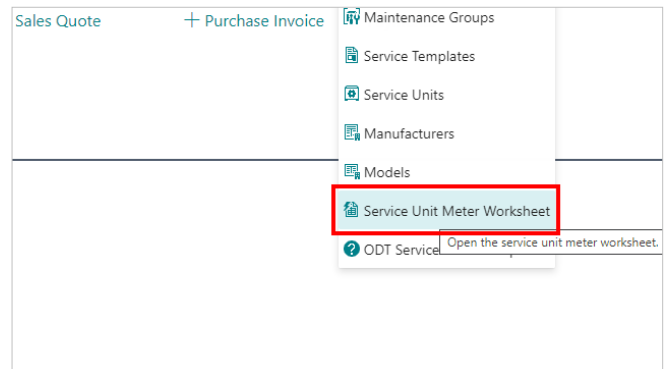 Sales Quote
+ Purchase Invoice
Maintenance Groups
Service Templates
Service Units
Manufacturers
Models
Service Unit Meter Worksheet
Open the service unit meter worksheet.
ODT Service